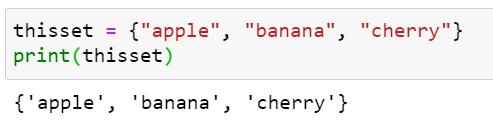 thisset = {"apple", "banana", "cherry"}
print(thisset)
{'apple', 'banana', 'cherry'}